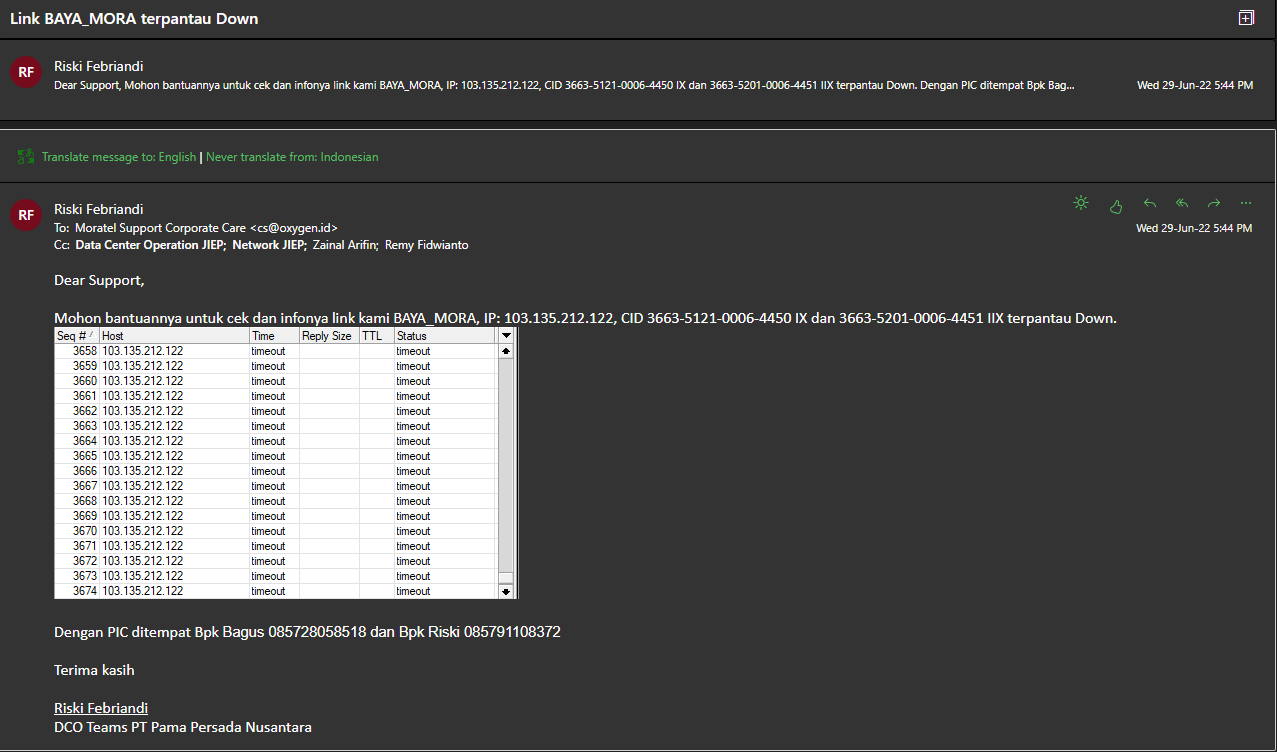 Link BAYA_MORA terpantau Down
RF
Riski Febriandi
Dear Support, Mohon bantuannya untuk cek dan infonya link kami BAYA_MORA, IP: 103.135.212.122, CID 3663-5121-0006-4450 IX dan 3663-5201-0006-4451 IIX terpantau Down. Dengan PIC ditempat Bpk Bag...
Wed 29-Jun-22 5:44 PM
Translate message to: English | Never translate from: Indonesian
RF
Riski Febriandi
To: Moratel Support Corporate Care <cs@oxygen.id>
Cc: Data Center Operation JIEP; Network JIEP; Zainal Arifin; Remy Fidwianto
Wed 29-Jun-22 5:44 PM
Dear Support,
Mohon bantuannya untuk cek dan infonya link kami BAYA_MORA, IP: 103.135.212.122, CID 3663-5121-0006-4450 IX dan 3663-5201-0006-4451 IIX terpantau Down.
Seq # Host Time Reply Size TTL Status
3658 103.135.212.122 timeout timeout
3659 103.135.212.122 timeout timeout
3660 103.135.212.122 timeout timeout
3661 103.135.212.122 timeout timeout
3662 103.135.212.122 timeout timeout
3663 103.135.212.122 timeout timeout
3664 103.135.212.122 timeout timeout
3665 103.135.212.122 timeout timeout
3666 103.135.212.122 timeout timeout
3667 103.135.212.122 timeout timeout
3668 103.135.212.122 timeout timeout
3669 103.135.212.122 timeout timeout
3670 103.135.212.122 timeout timeout
3671 103.135.212.122 timeout timeout
3672 103.135.212.122 timeout timeout
3673 103.135.212.122 timeout timeout
3674 103.135.212.122 timeout timeout
Dengan PIC ditempat Bpk Bagus 085728058518 dan Bpk Riski 085791108372
Terima kasih
Riski Febriandi
DCO Teams PT Pama Persada Nusantara